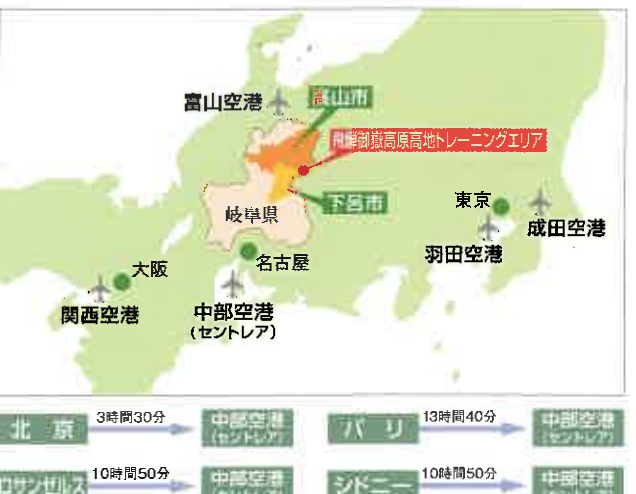 富山空港
高山市
飛騨御嶽高原高地トレーニングエリア
下呂市
岐阜県
東京
成田空港
羽田空港
名古屋
大阪
関西空港
中部空港
(セントレア)
北京 3時間30分 中部空港
(セントレア)
パリ 13時間40分 中部空港
(セントレア)
ロサンゼルス 10時間50分 中部空港
シドニー 10時間50分 中部空港